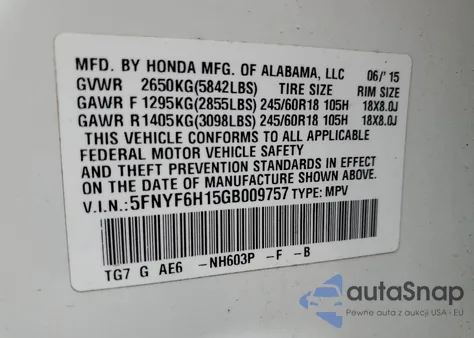 MFD. BY HONDA MFG. OF ALABAMA, LLC 06/'15
GVWR 2650KG(5842LBS) TIRE SIZE RIM SIZE
GAWR F 1295KG(2855LBS) 245/60R18 105H 18X8.0J
GAWR R 1405KG(3098LBS) 245/60R18 105H 18X8.0J
THIS VEHICLE CONFORMS TO ALL APPLICABLE
FEDERAL MOTOR VEHICLE SAFETY
AND THEFT PREVENTION STANDARDS IN EFFECT
ON THE DATE OF MANUFACTURE SHOWN ABOVE.
V.I.N.: 5FNYF6H15GB009757 TYPE: MPV
TG7 G AE6 -NH603P -F -B
autoSnap
Pewne auta z aukcji USA i EU